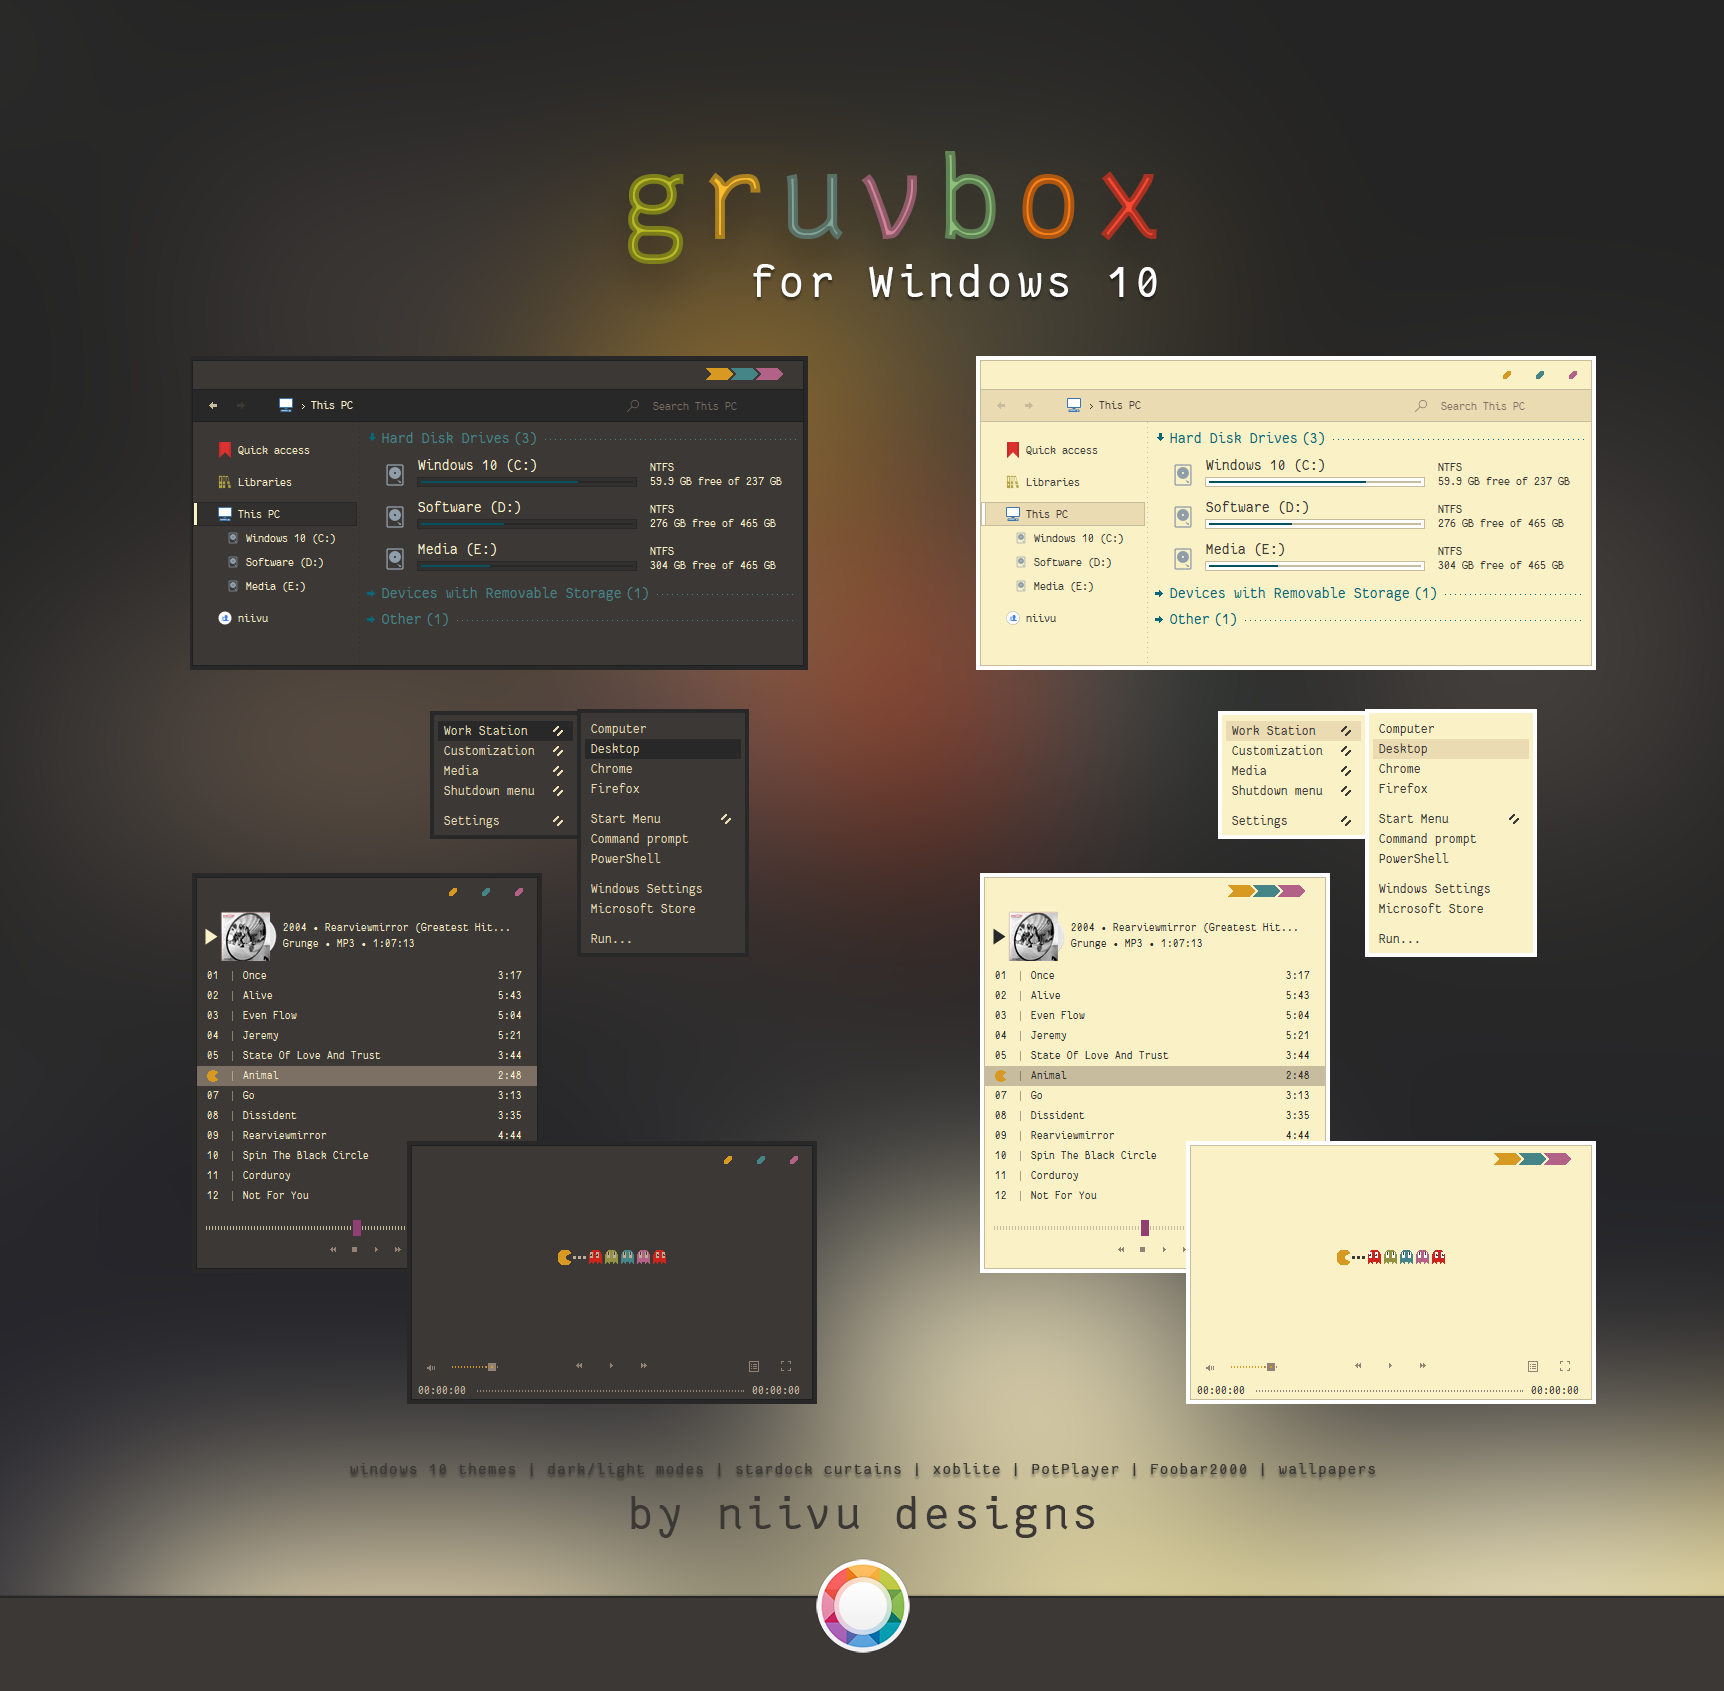 gruvbox
for Windows 10
This PC
Search This PC
Quick access
Libraries
This PC
Windows 10 (C:)
Software (D:)
Media (E:)
niivu
Hard Disk Drives (3)
Windows 10 (C:)
NTFS
59.9 GB free of 237 GB
Software (D:)
NTFS
276 GB free of 465 GB
Media (E:)
NTFS
304 GB free of 465 GB
Devices with Removable Storage (1)
Other (1)
This PC
Search This PC
Quick access
Libraries
This PC
Windows 10 (C:)
Software (D:)
Media (E:)
niivu
Hard Disk Drives (3)
Windows 10 (C:)
NTFS
59.9 GB free of 237 GB
Software (D:)
NTFS
276 GB free of 465 GB
Media (E:)
NTFS
304 GB free of 465 GB
Devices with Removable Storage (1)
Other (1)
Work Station
Customization
Media
Shutdown menu
Settings
Computer
Desktop
Chrome
Firefox
Start Menu
Command prompt
PowerShell
Windows Settings
Microsoft Store
Run...
Work Station
Customization
Media
Shutdown menu
Settings
Computer
Desktop
Chrome
Firefox
Start Menu
Command prompt
PowerShell
Windows Settings
Microsoft Store
Run...
2004 • Rearviewmirror (Greatest Hit...
Grunge • MP3 • 1:07:13
01 | Once 3:17
02 | Alive 5:43
03 | Even Flow 5:04
04 | Jeremy 5:21
05 | State Of Love And Trust 3:44
| Animal 2:48
07 | Go 3:13
08 | Dissident 3:35
09 | Rearviewmirror 4:44
10 | Spin The Black Circle
11 | Corduroy
12 | Not For You
00:00:00 00:00:00
2004 • Rearviewmirror (Greatest Hit...
Grunge • MP3 • 1:07:13
01 | Once 3:17
02 | Alive 5:43
03 | Even Flow 5:04
04 | Jeremy 5:21
05 | State Of Love And Trust 3:44
| Animal 2:48
07 | Go 3:13
08 | Dissident 3:35
09 | Rearviewmirror 4:44
10 | Spin The Black Circle
11 | Corduroy
12 | Not For You
00:00:00 00:00:00
windows 10 themes | dark/light modes | stardock curtains | xoblite | PotPlayer | Foobar2000 | wallpapers
by niivu designs